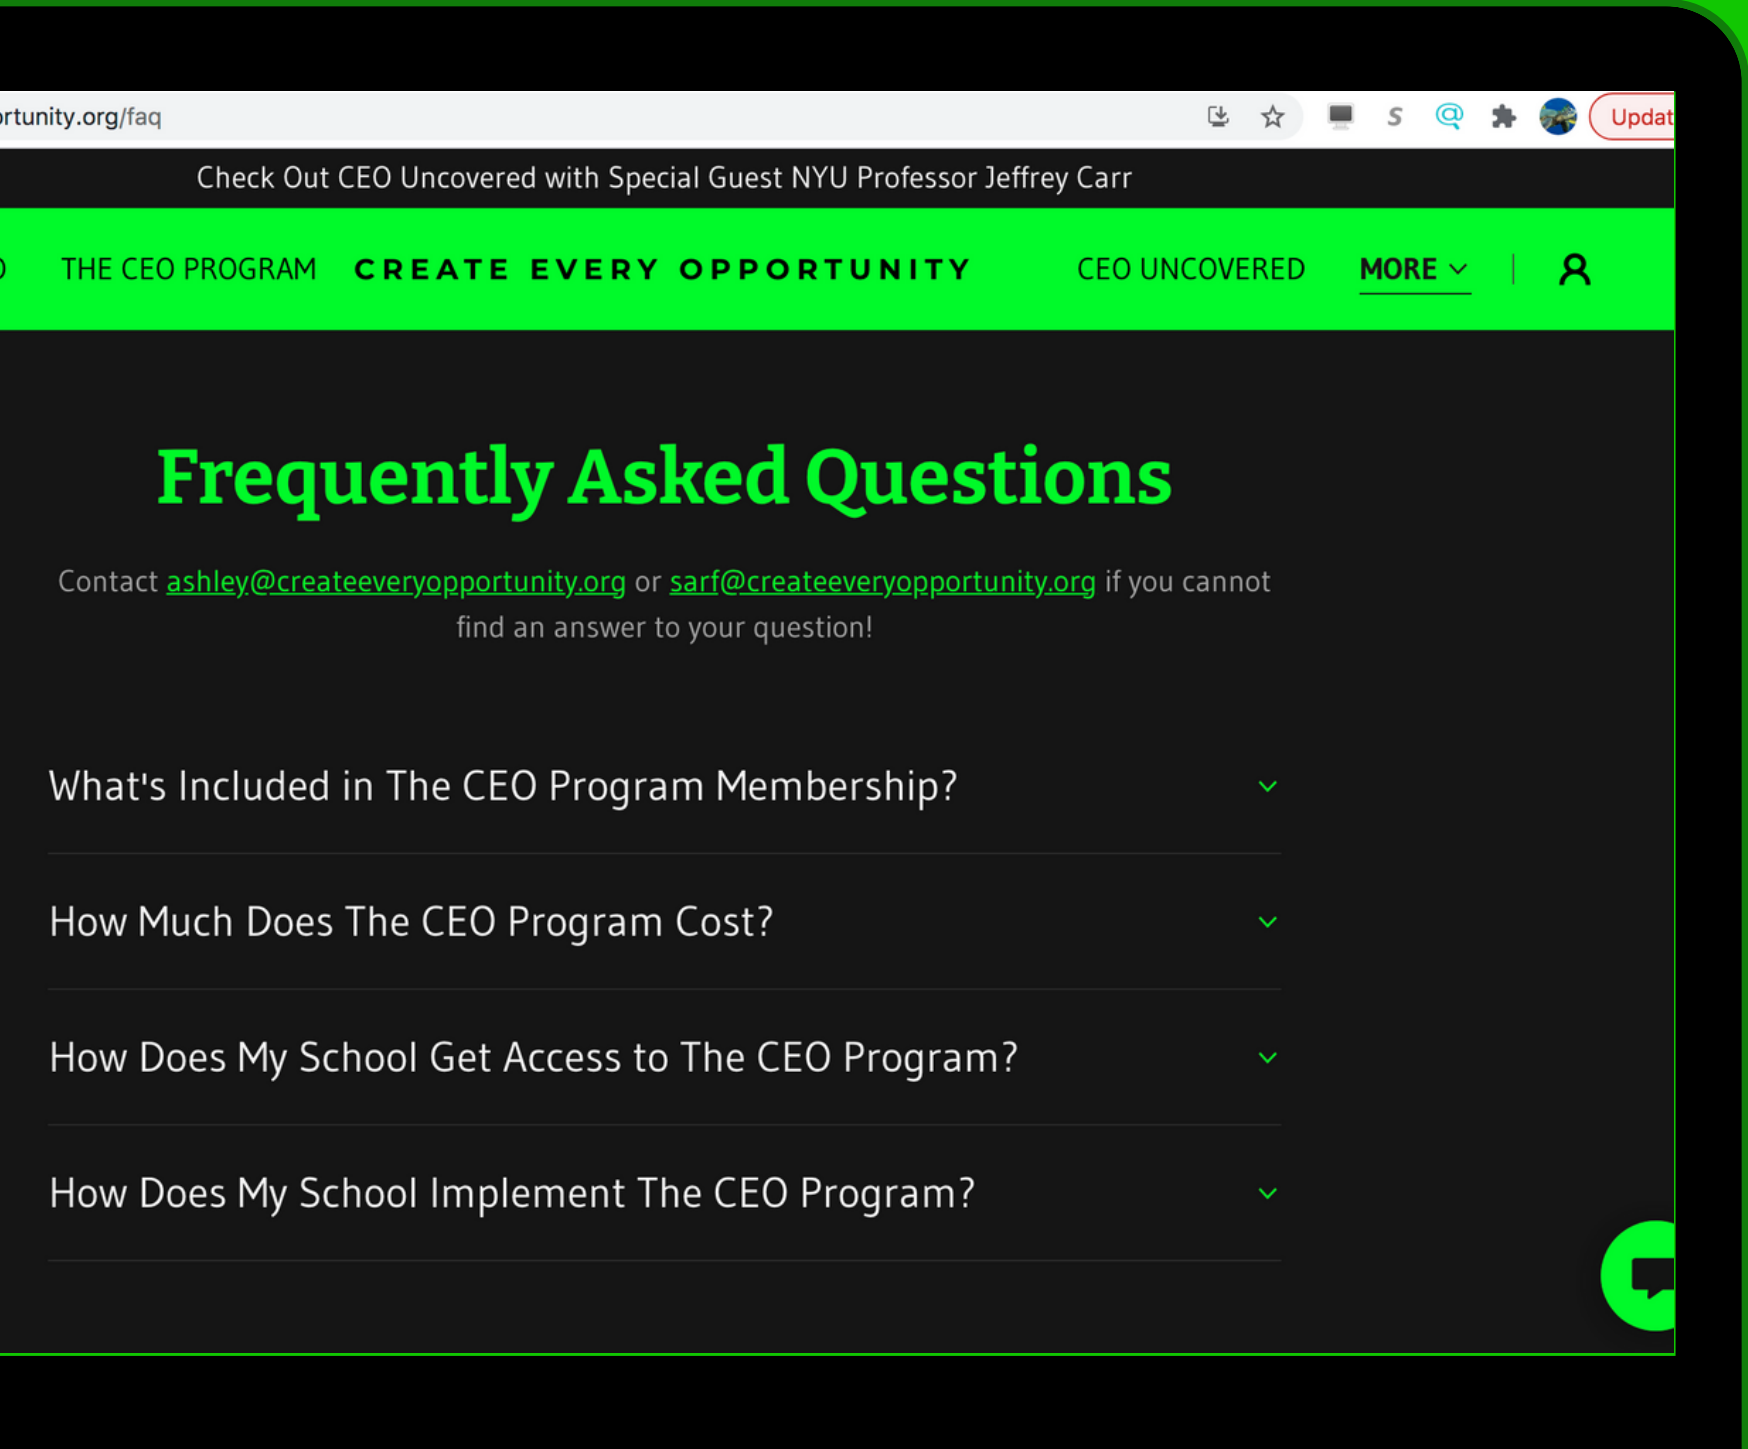 ortunity.org/faq
Updat
Check Out CEO Uncovered with Special Guest NYU Professor Jeffrey Carr
THE CEO PROGRAM CREATE EVERY OPPORTUNITY CEO UNCOVERED MORE
Frequently Asked Questions
Contact ashley@createeveryopportunity.org or sarf@createeveryopportunity.org if you cannot
find an answer to your question!
What's Included in The CEO Program Membership?
How Much Does The CEO Program Cost?
How Does My School Get Access to The CEO Program?
How Does My School Implement The CEO Program?